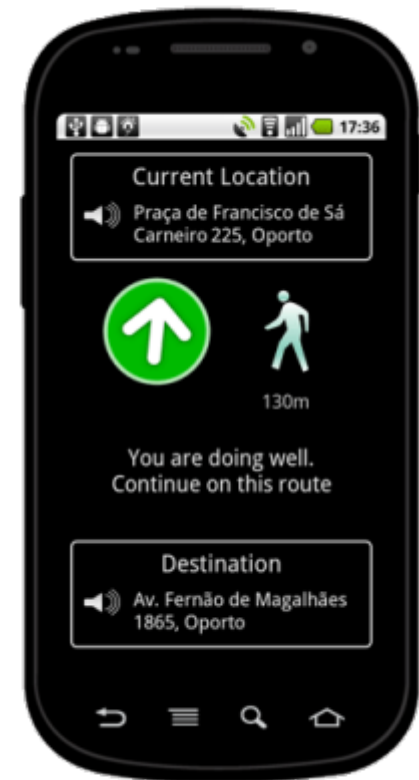 17:36
Current Location
Praça de Francisco de Sá
Carneiro 225, Oporto
130m
You are doing well.
Continue on this route
Destination
Av. Fernão de Magalhães
1865, Oporto